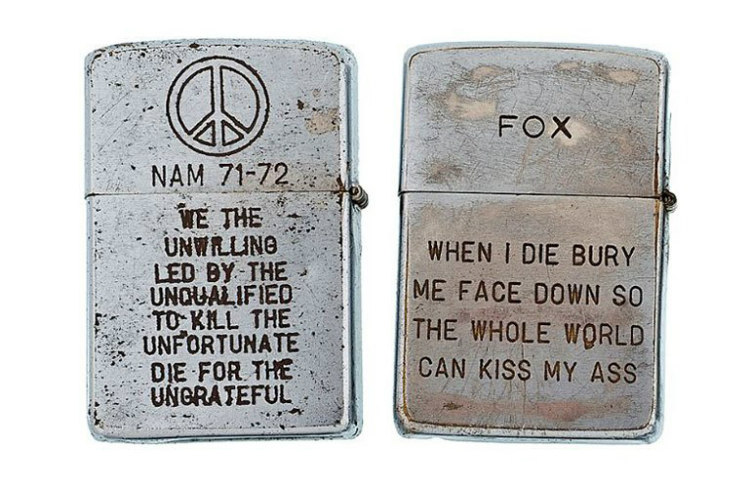 NAM 71-72
WE THE
UNWILLING
LED BY THE
UNQUALIFIED
TO KILL THE
UNFORTUNATE
DIE FOR THE
UNGRATEFUL
FOX
WHEN I DIE BURY
ME FACE DOWN SO
THE WHOLE WORLD
CAN KISS MY ASS